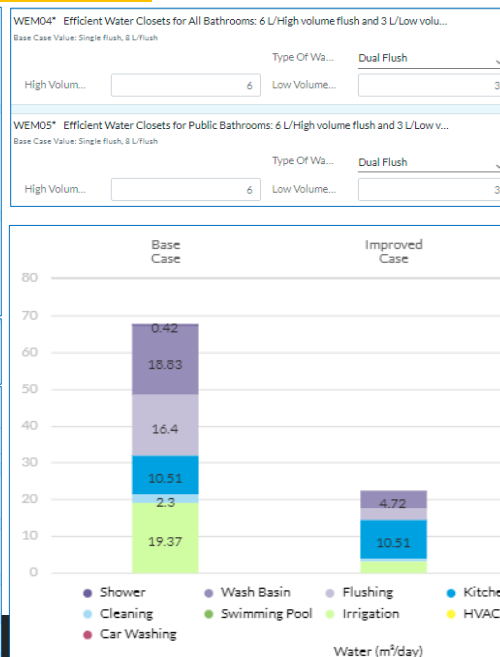 WEM04* Efficient Water Closets for All Bathrooms: 6 L/High volume flush and 3 L/Low volu...
Base Case Value: Single flush, 8 L/flush
Type Of Wa... Dual Flush
High Volum... 6 Low Volume... 3
WEM05* Efficient Water Closets for Public Bathrooms: 6 L/High volume flush and 3 L/Low v...
Base Case Value: Single flush, 8 L/flush
Type Of Wa... Dual Flush
High Volum... 6 Low Volume... 3
Base Case
Improved Case
80
70
0.42
60
18.83
50
40
16.4
30
10.51
20
2.3
4.72
10
19.37
10.51
0
Shower Wash Basin Flushing Kitche
Cleaning Swimming Pool Irrigation HVAC
Car Washing
Water (m³/day)